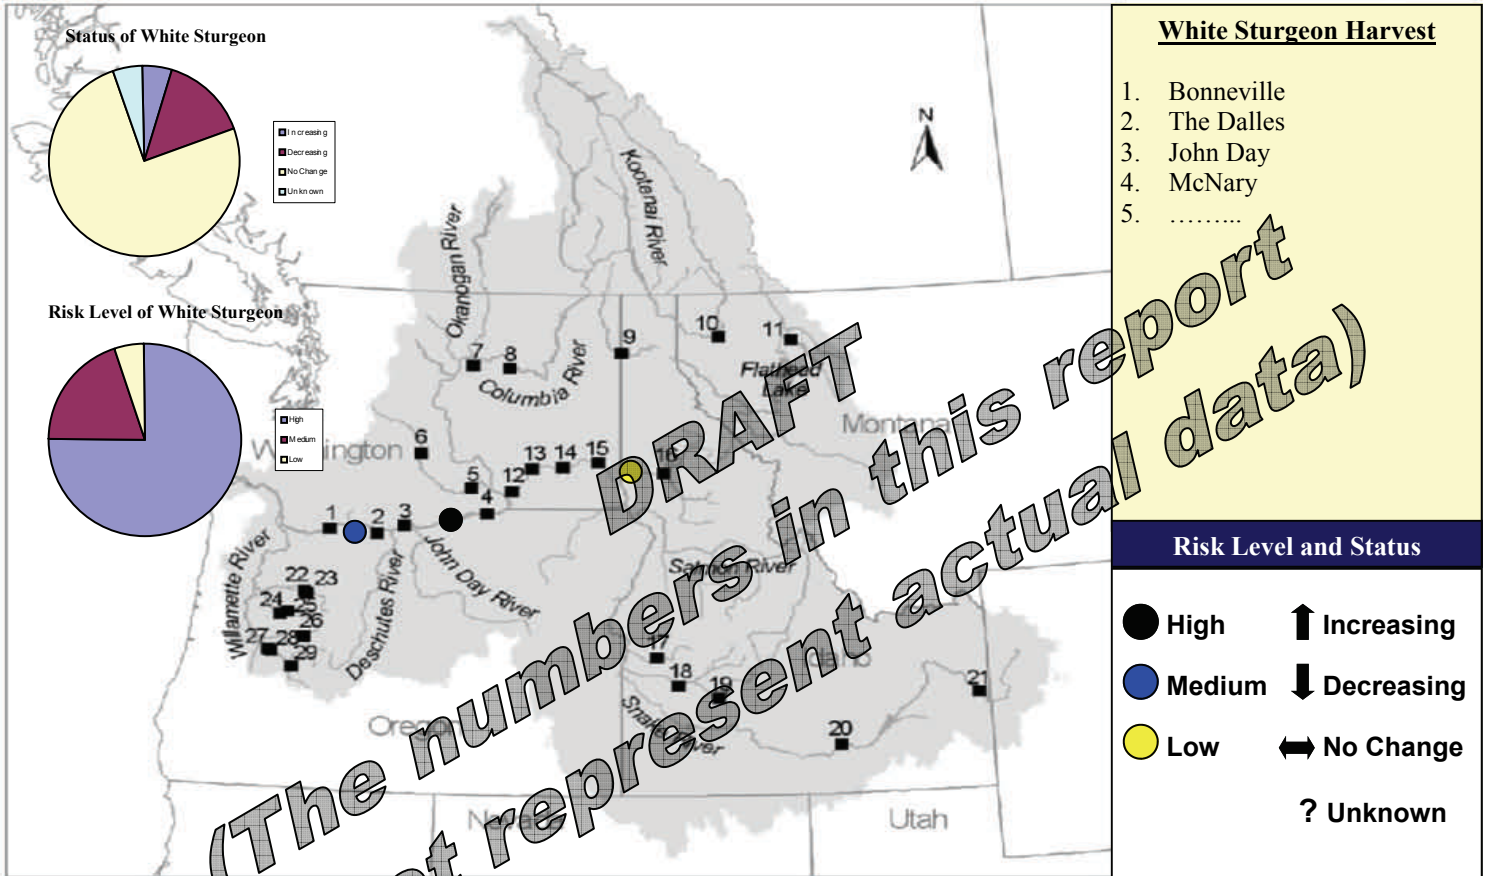 Status of White Sturgeon
Increasing
Decreasing
No Change
Unknown
Risk Level of White Sturgeon
High
Medium
Low
N
Kootenai River
Okanogan River
Columbia River
Flathead
Lake
Montana
Washington
Willamette River
Deschutes River
John Day River
Salmon River
Snake River
Idaho
Oregon
Nevada
Utah
1
2
3
4
5
6
7
8
9
10
11
12
13
14
15
16
17
18
19
20
21
22
23
24
25
26
27
28
29
DRAFT
(The numbers in this report
not represent actual data)
White Sturgeon Harvest
1. Bonneville
2. The Dalles
3. John Day
4. McNary
5. ……...
Risk Level and Status
High
Increasing
Medium
Decreasing
Low
No Change
? Unknown